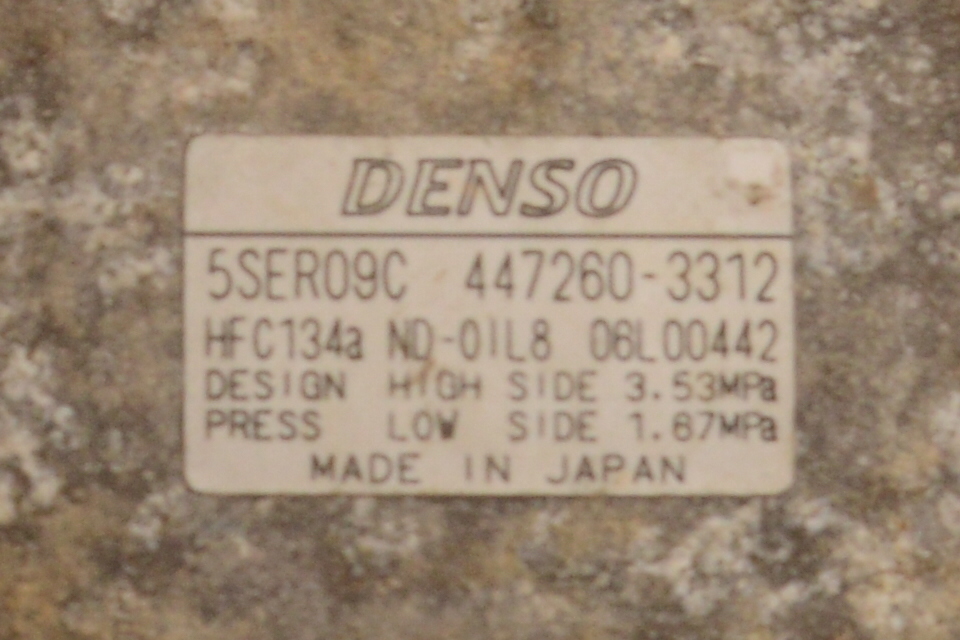 DENSO
5SER09C 447260-3312
HFC134a ND-OIL8 06L00442
DESIGN HIGH SIDE 3.53MPa
PRESS LOW SIDE 1.67MPa
MADE IN JAPAN